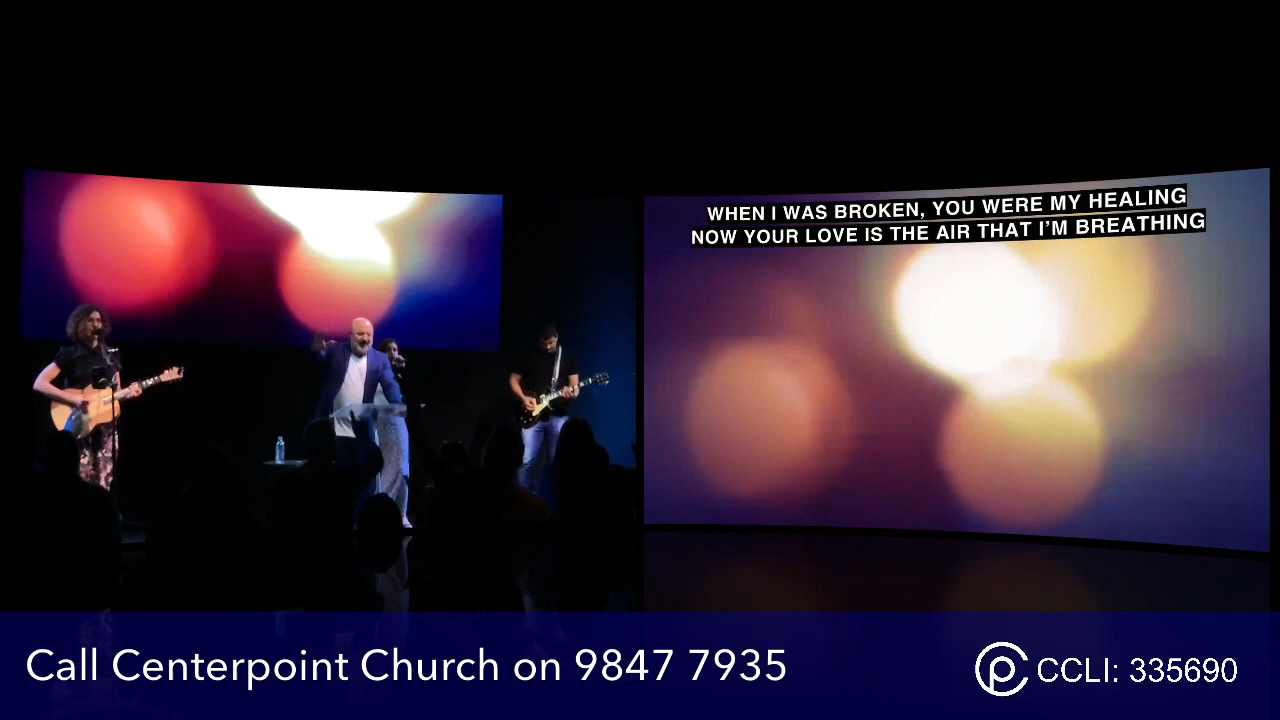 WHEN I WAS BROKEN, YOU WERE MY HEALING
NOW YOUR LOVE IS THE AIR THAT I'M BREATHING
Call Centerpoint Church on 9847 7935
CCLI: 335690